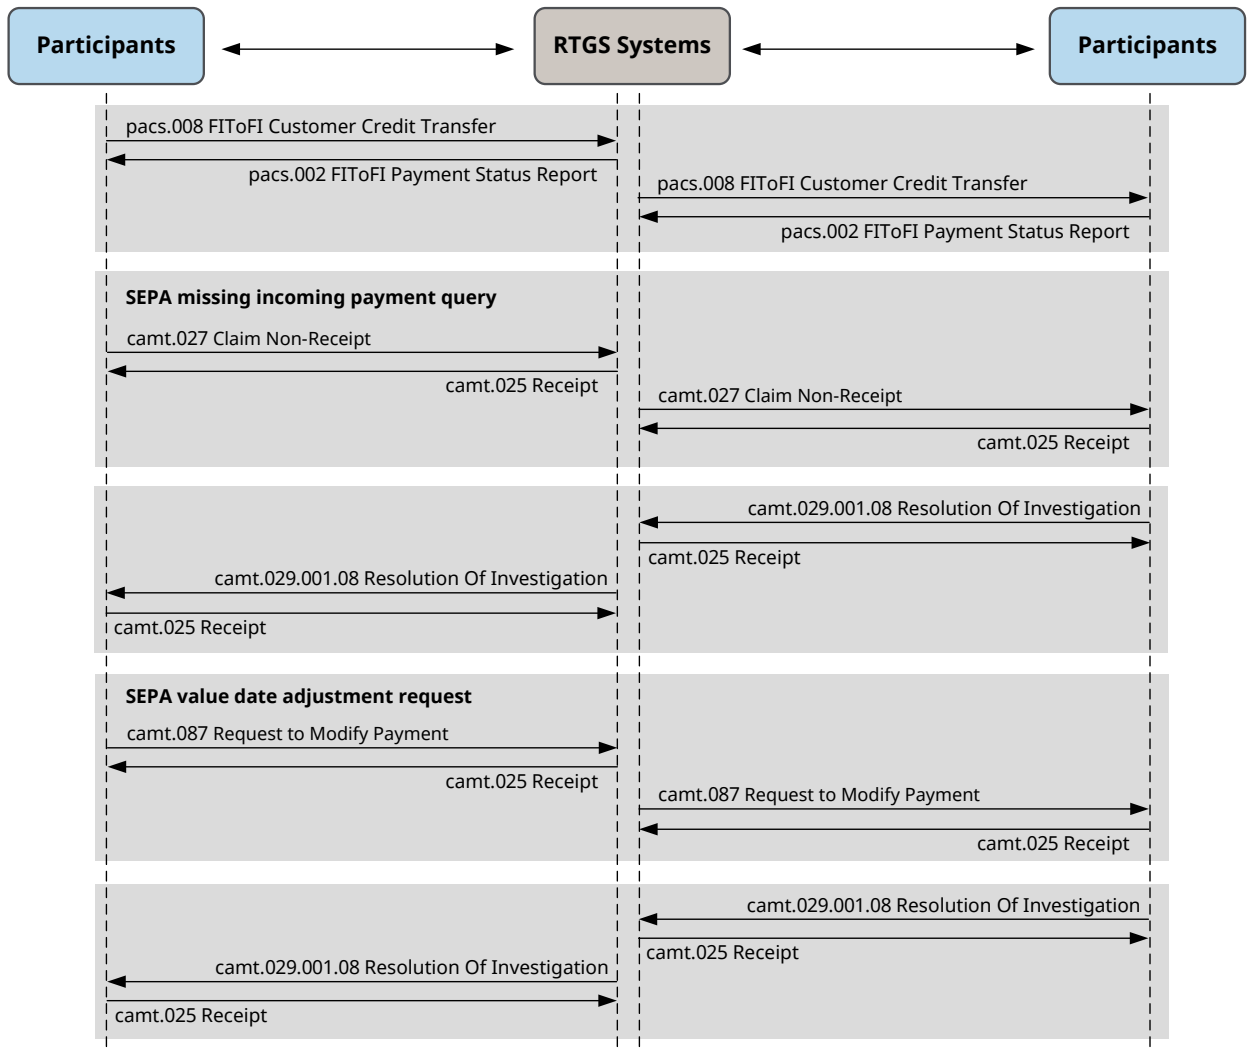 Participants
RTGS Systems
Participants
pacs.008 FIToFI Customer Credit Transfer
pacs.002 FIToFI Payment Status Report
pacs.008 FIToFI Customer Credit Transfer
pacs.002 FIToFI Payment Status Report
SEPA missing incoming payment query
camt.027 Claim Non-Receipt
camt.025 Receipt
camt.027 Claim Non-Receipt
camt.025 Receipt
camt.029.001.08 Resolution Of Investigation
camt.025 Receipt
camt.029.001.08 Resolution Of Investigation
camt.025 Receipt
SEPA value date adjustment request
camt.087 Request to Modify Payment
camt.025 Receipt
camt.087 Request to Modify Payment
camt.025 Receipt
camt.029.001.08 Resolution Of Investigation
camt.025 Receipt
camt.029.001.08 Resolution Of Investigation
camt.025 Receipt